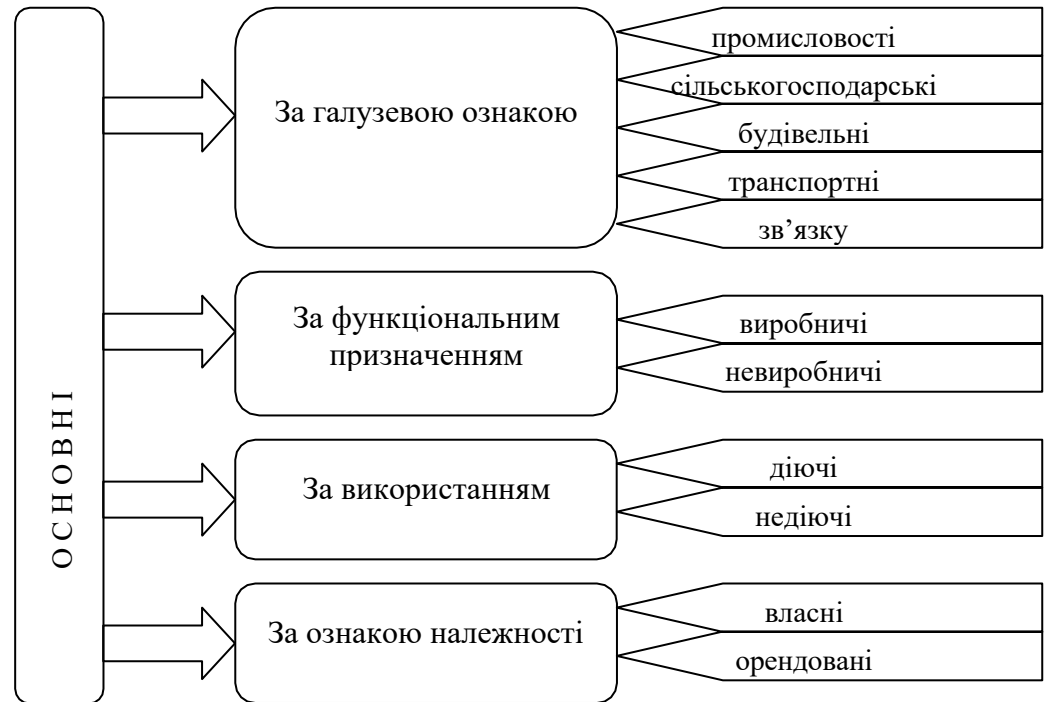 ОСНОВНІ
За галузевою ознакою
промисловості
сільськогосподарські
будівельні
транспортні
зв’язку
За функціональним
призначенням
виробничі
невиробничі
За використанням
діючі
недіючі
За ознакою належності
власні
орендовані